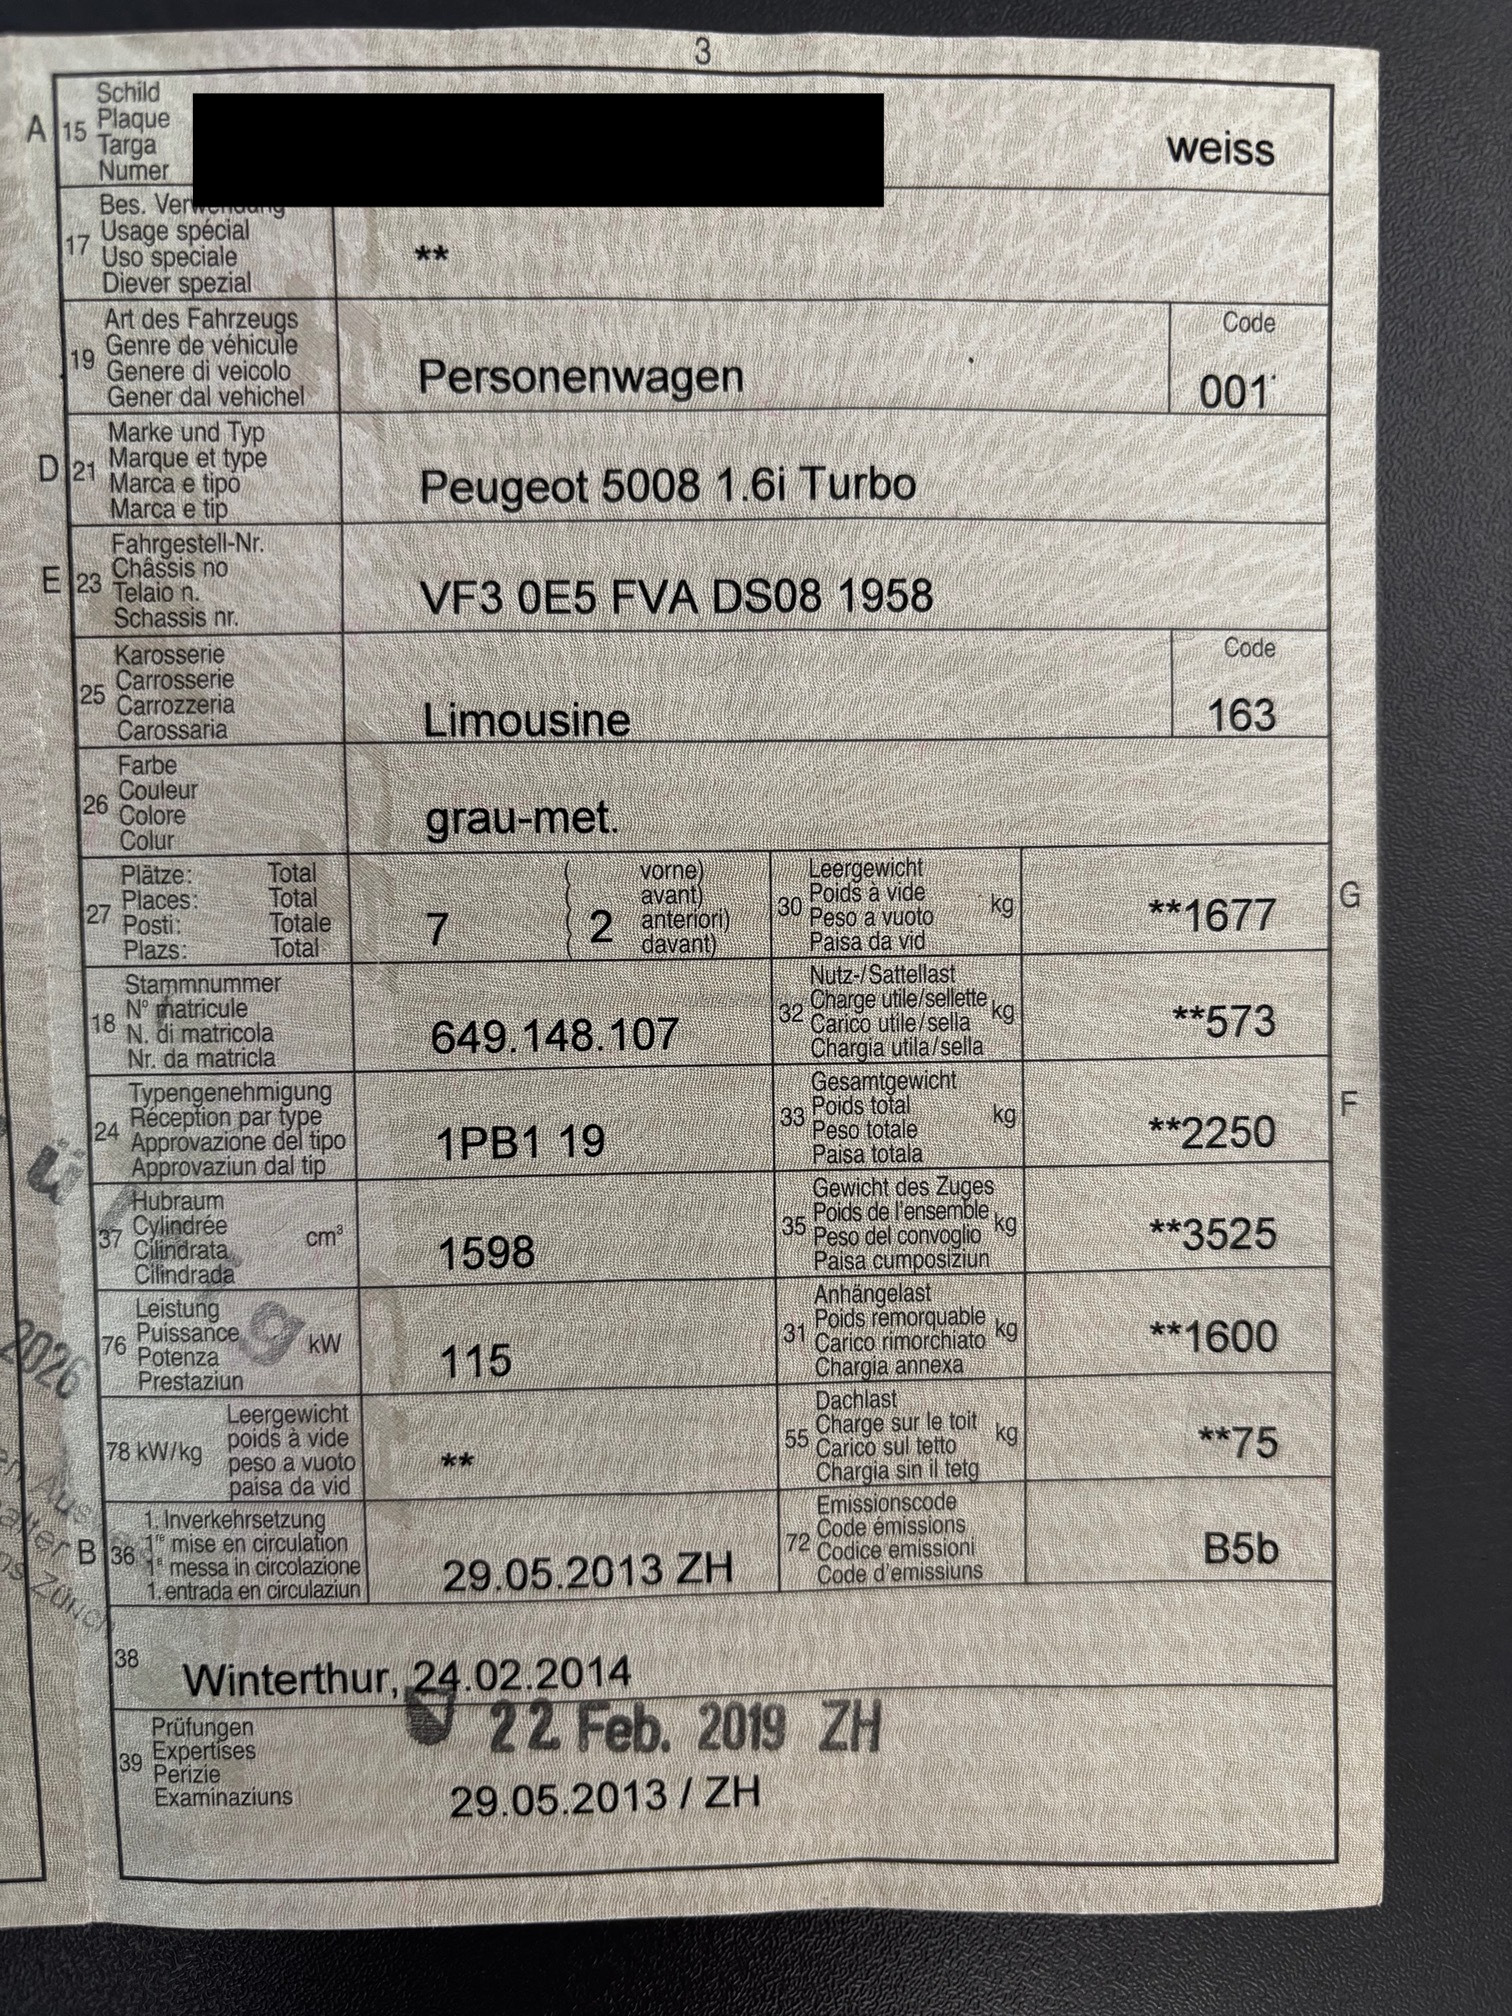 3
A 15 Schild
Plaque
Targa
Numer
weiss
17 Bes. Verwendung
Usage spécial
Uso speciale
Diever spezial
**
19 Art des Fahrzeugs
Genre de véhicule
Genere di veicolo
Gener dal vehichel
Personenwagen
Code
001
D 21 Marke und Typ
Marque et type
Marca e tipo
Marca e tip
Peugeot 5008 1.6i Turbo
E 23 Fahrgestell-Nr.
Châssis no
Telaio n.
Schassis nr.
VF3 0E5 FVA DS08 1958
25 Karosserie
Carrosserie
Carrozzeria
Carossaria
Limousine
Code
163
26 Farbe
Couleur
Colore
Colur
grau-met.
27 Plätze: Total
Places: Total
Posti: Totale
Plazs: Total
7
( vorne)
( avant)
( 2 anteriori)
( davant)
30 Leergewicht
Poids à vide
Peso a vuoto
Paisa da vid
kg
**1677
G
18 Stammnummer
N° matricule
N. di matricola
Nr. da matricla
649.148.107
32 Nutz-/Sattellast
Charge utile/sellette
Carico utile/sella
Chargia utila/sella
kg
**573
24 Typengenehmigung
Réception par type
Approvazione del tipo
Approvaziun dal tip
1PB1 19
33 Gesamtgewicht
Poids total
Peso totale
Paisa totala
kg
**2250
F
37 Hubraum
Cylindrée
Cilindrata
Cilindrada
cm³
1598
35 Gewicht des Zuges
Poids de l'ensemble
Peso del convoglio
Paisa cumposiziun
kg
**3525
76 Leistung
Puissance
Potenza
Prestaziun
kW
115
31 Anhängelast
Poids remorquable
Carico rimorchiato
Chargia annexa
kg
**1600
2026
78 kW/kg Leergewicht
poids à vide
peso a vuoto
paisa da vid
**
55 Dachlast
Charge sur le toit
Carico sul tetto
Chargia sin il tetg
kg
**75
B 36 1. Inverkehrsetzung
1re mise en circulation
1a messa in circolazione
1. entrada en circulaziun
29.05.2013 ZH
72 Emissionscode
Code émissions
Codice emissioni
Code d'emissiuns
B5b
38 Winterthur, 24.02.2014
22. Feb. 2019 ZH
39 Prüfungen
Expertises
Perizie
Examinaziuns
29.05.2013 / ZH